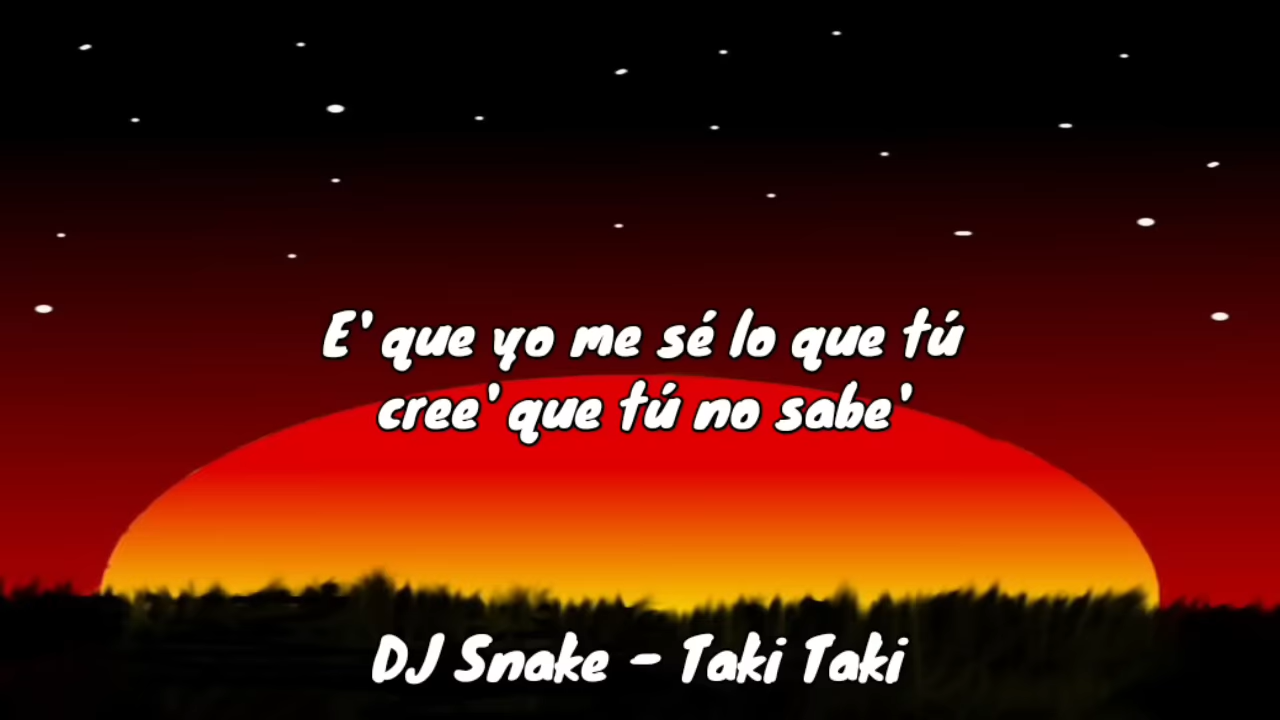 E' que yo me sé lo que tú
cree' que tú no sabe'
DJ Snake - Taki Taki